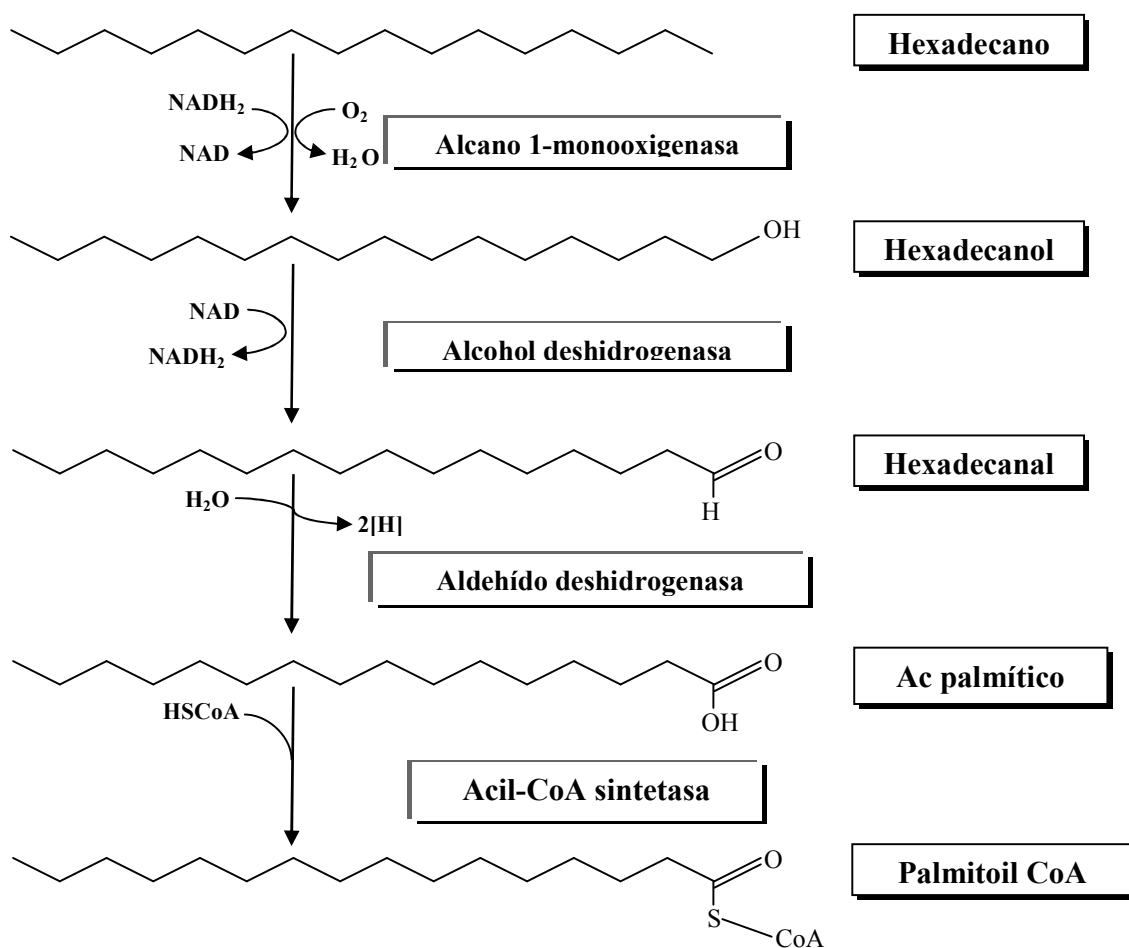 Hexadecano
NADH₂
O₂
NAD
H₂O
Alcano 1-monooxigenasa
OH
Hexadecanol
NAD
NADH₂
Alcohol deshidrogenasa
O
H
Hexadecanal
H₂O
2[H]
Aldehído deshidrogenasa
O
OH
Ac palmítico
HSCoA
Acil-CoA sintetasa
O
S
CoA
Palmitoil CoA